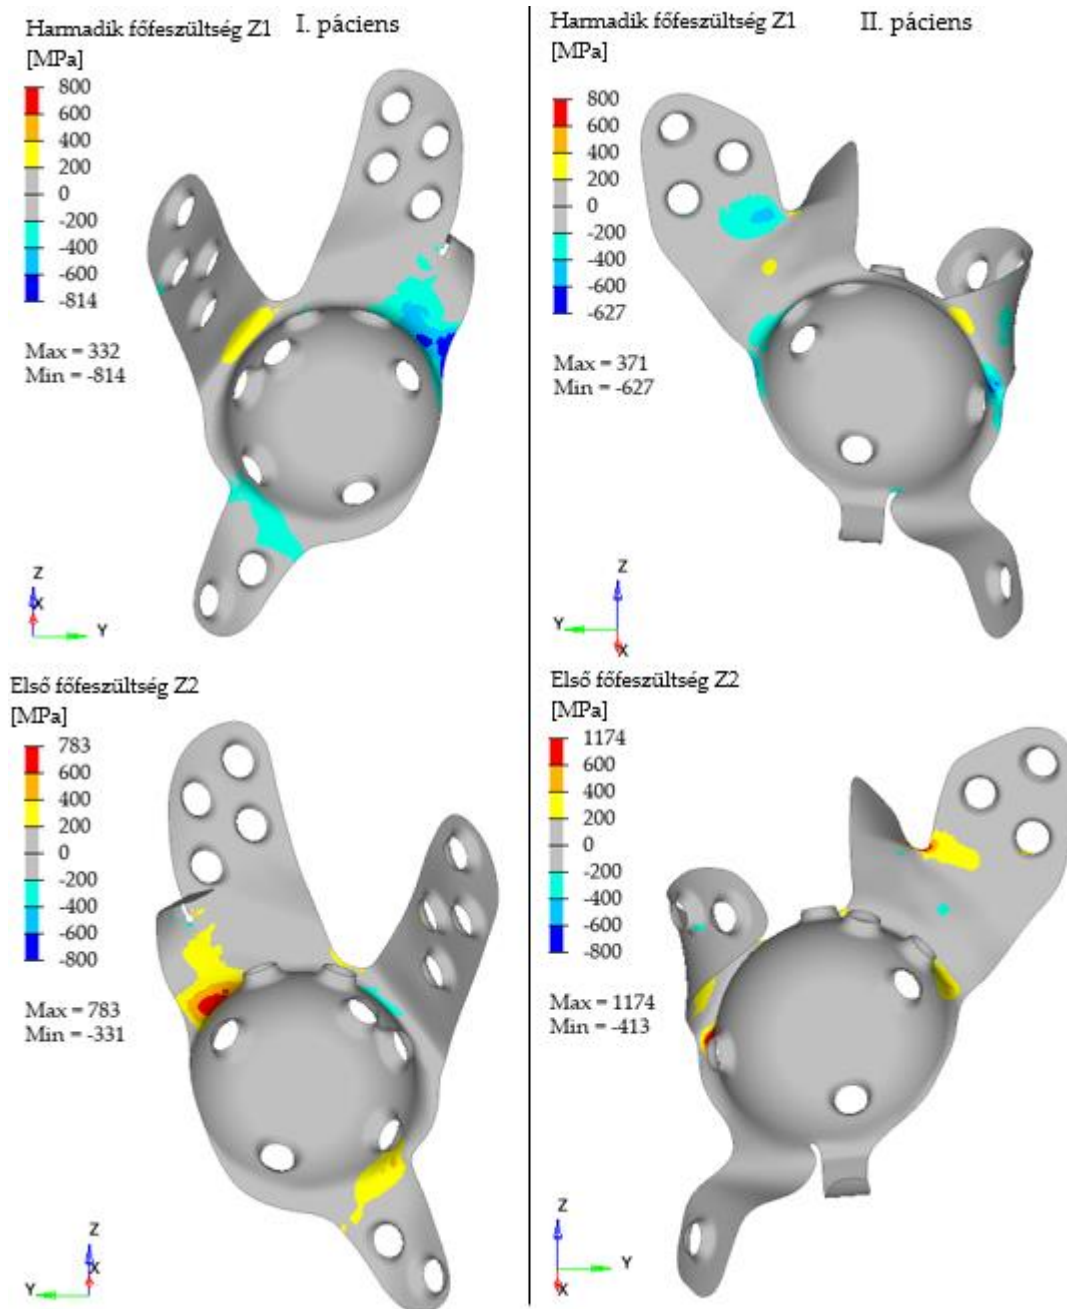 Harmadik főfeszültség Z1
I. páciens
[MPa]
800
600
400
200
0
-200
-400
-600
-814
Max = 332
Min = -814
Z
X
Y
Harmadik főfeszültség Z1
II. páciens
[MPa]
800
600
400
200
0
-200
-400
-600
-627
Max = 371
Min = -627
Z
Y
X
Első főfeszültség Z2
[MPa]
783
600
400
200
0
-200
-400
-600
-800
Max = 783
Min = -331
Z
X
Y
Első főfeszültség Z2
[MPa]
1174
600
400
200
0
-200
-400
-600
-800
Max = 1174
Min = -413
Z
Y
X